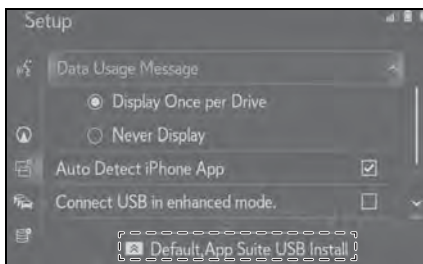 Setup
Data Usage Message
Display Once per Drive
Never Display
Auto Detect iPhone App
Connect USB in enhanced mode.
Default App Suite USB Install